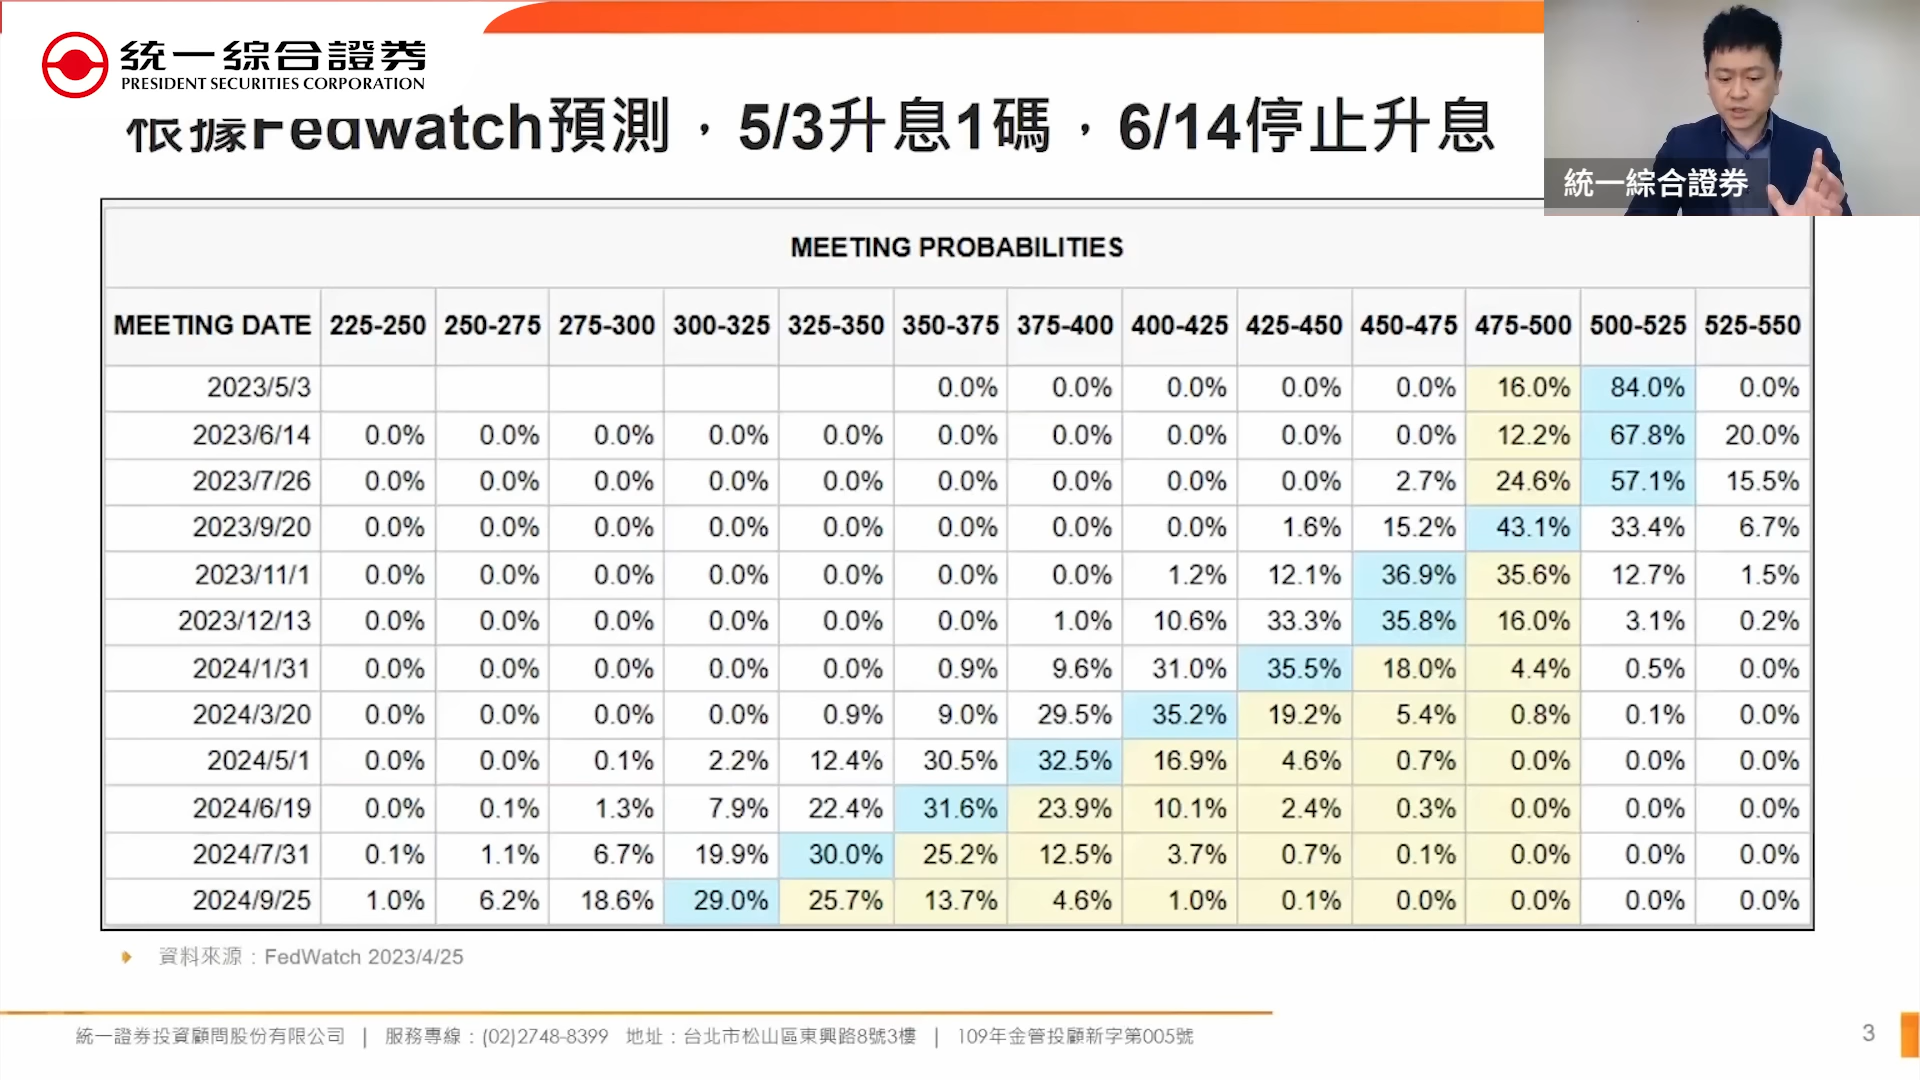 統一綜合證券
PRESIDENT SECURITIES CORPORATION
根據Fedwatch預測，5/3升息1碼，6/14停止升息
統一綜合證券
MEETING PROBABILITIES
MEETING DATE 225-250 250-275 275-300 300-325 325-350 350-375 375-400 400-425 425-450 450-475 475-500 500-525 525-550
2023/5/3 0.0% 0.0% 0.0% 0.0% 0.0% 16.0% 84.0% 0.0%
2023/6/14 0.0% 0.0% 0.0% 0.0% 0.0% 0.0% 0.0% 0.0% 0.0% 0.0% 12.2% 67.8% 20.0%
2023/7/26 0.0% 0.0% 0.0% 0.0% 0.0% 0.0% 0.0% 0.0% 0.0% 2.7% 24.6% 57.1% 15.5%
2023/9/20 0.0% 0.0% 0.0% 0.0% 0.0% 0.0% 0.0% 0.0% 1.6% 15.2% 43.1% 33.4% 6.7%
2023/11/1 0.0% 0.0% 0.0% 0.0% 0.0% 0.0% 0.0% 1.2% 12.1% 36.9% 35.6% 12.7% 1.5%
2023/12/13 0.0% 0.0% 0.0% 0.0% 0.0% 0.0% 1.0% 10.6% 33.3% 35.8% 16.0% 3.1% 0.2%
2024/1/31 0.0% 0.0% 0.0% 0.0% 0.0% 0.9% 9.6% 31.0% 35.5% 18.0% 4.4% 0.5% 0.0%
2024/3/20 0.0% 0.0% 0.0% 0.0% 0.9% 9.0% 29.5% 35.2% 19.2% 5.4% 0.8% 0.1% 0.0%
2024/5/1 0.0% 0.0% 0.1% 2.2% 12.4% 30.5% 32.5% 16.9% 4.6% 0.7% 0.0% 0.0% 0.0%
2024/6/19 0.0% 0.1% 1.3% 7.9% 22.4% 31.6% 23.9% 10.1% 2.4% 0.3% 0.0% 0.0% 0.0%
2024/7/31 0.1% 1.1% 6.7% 19.9% 30.0% 25.2% 12.5% 3.7% 0.7% 0.1% 0.0% 0.0% 0.0%
2024/9/25 1.0% 6.2% 18.6% 29.0% 25.7% 13.7% 4.6% 1.0% 0.1% 0.0% 0.0% 0.0% 0.0%
資料來源：FedWatch 2023/4/25
統一證券投資顧問股份有限公司 | 服務專線：(02)2748-8399 地址：台北市松山區東興路8號3樓 | 109年金管投顧新字第005號
3